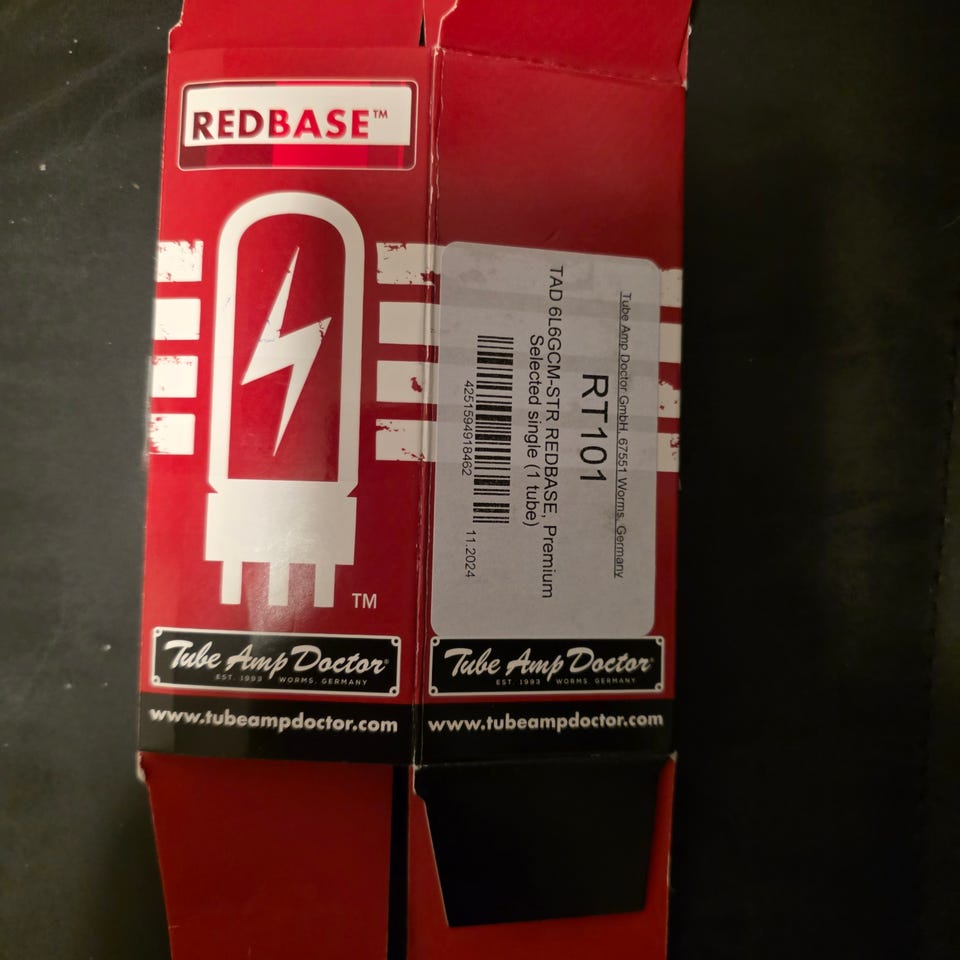 REDBASE™
TM
Tube Amp Doctor®
EST. 1993 WORMS, GERMANY
www.tubeampdoctor.com
Tube Amp Doctor GmbH, 67551 Worms, Germany
RT101
TAD 6L6GCM-STR REDBASE, Premium
Selected single (1 tube)
4251594918462
11.2024
Tube Amp Doctor®
EST. 1993 WORMS, GERMANY
www.tubeampdoctor.com